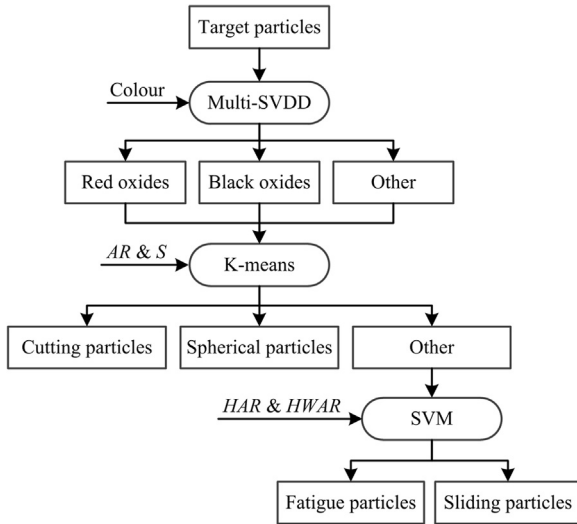 Target particles
Colour
Multi-SVDD
Red oxides
Black oxides
Other
AR & S
K-means
Cutting particles
Spherical particles
Other
HAR & HWAR
SVM
Fatigue particles
Sliding particles